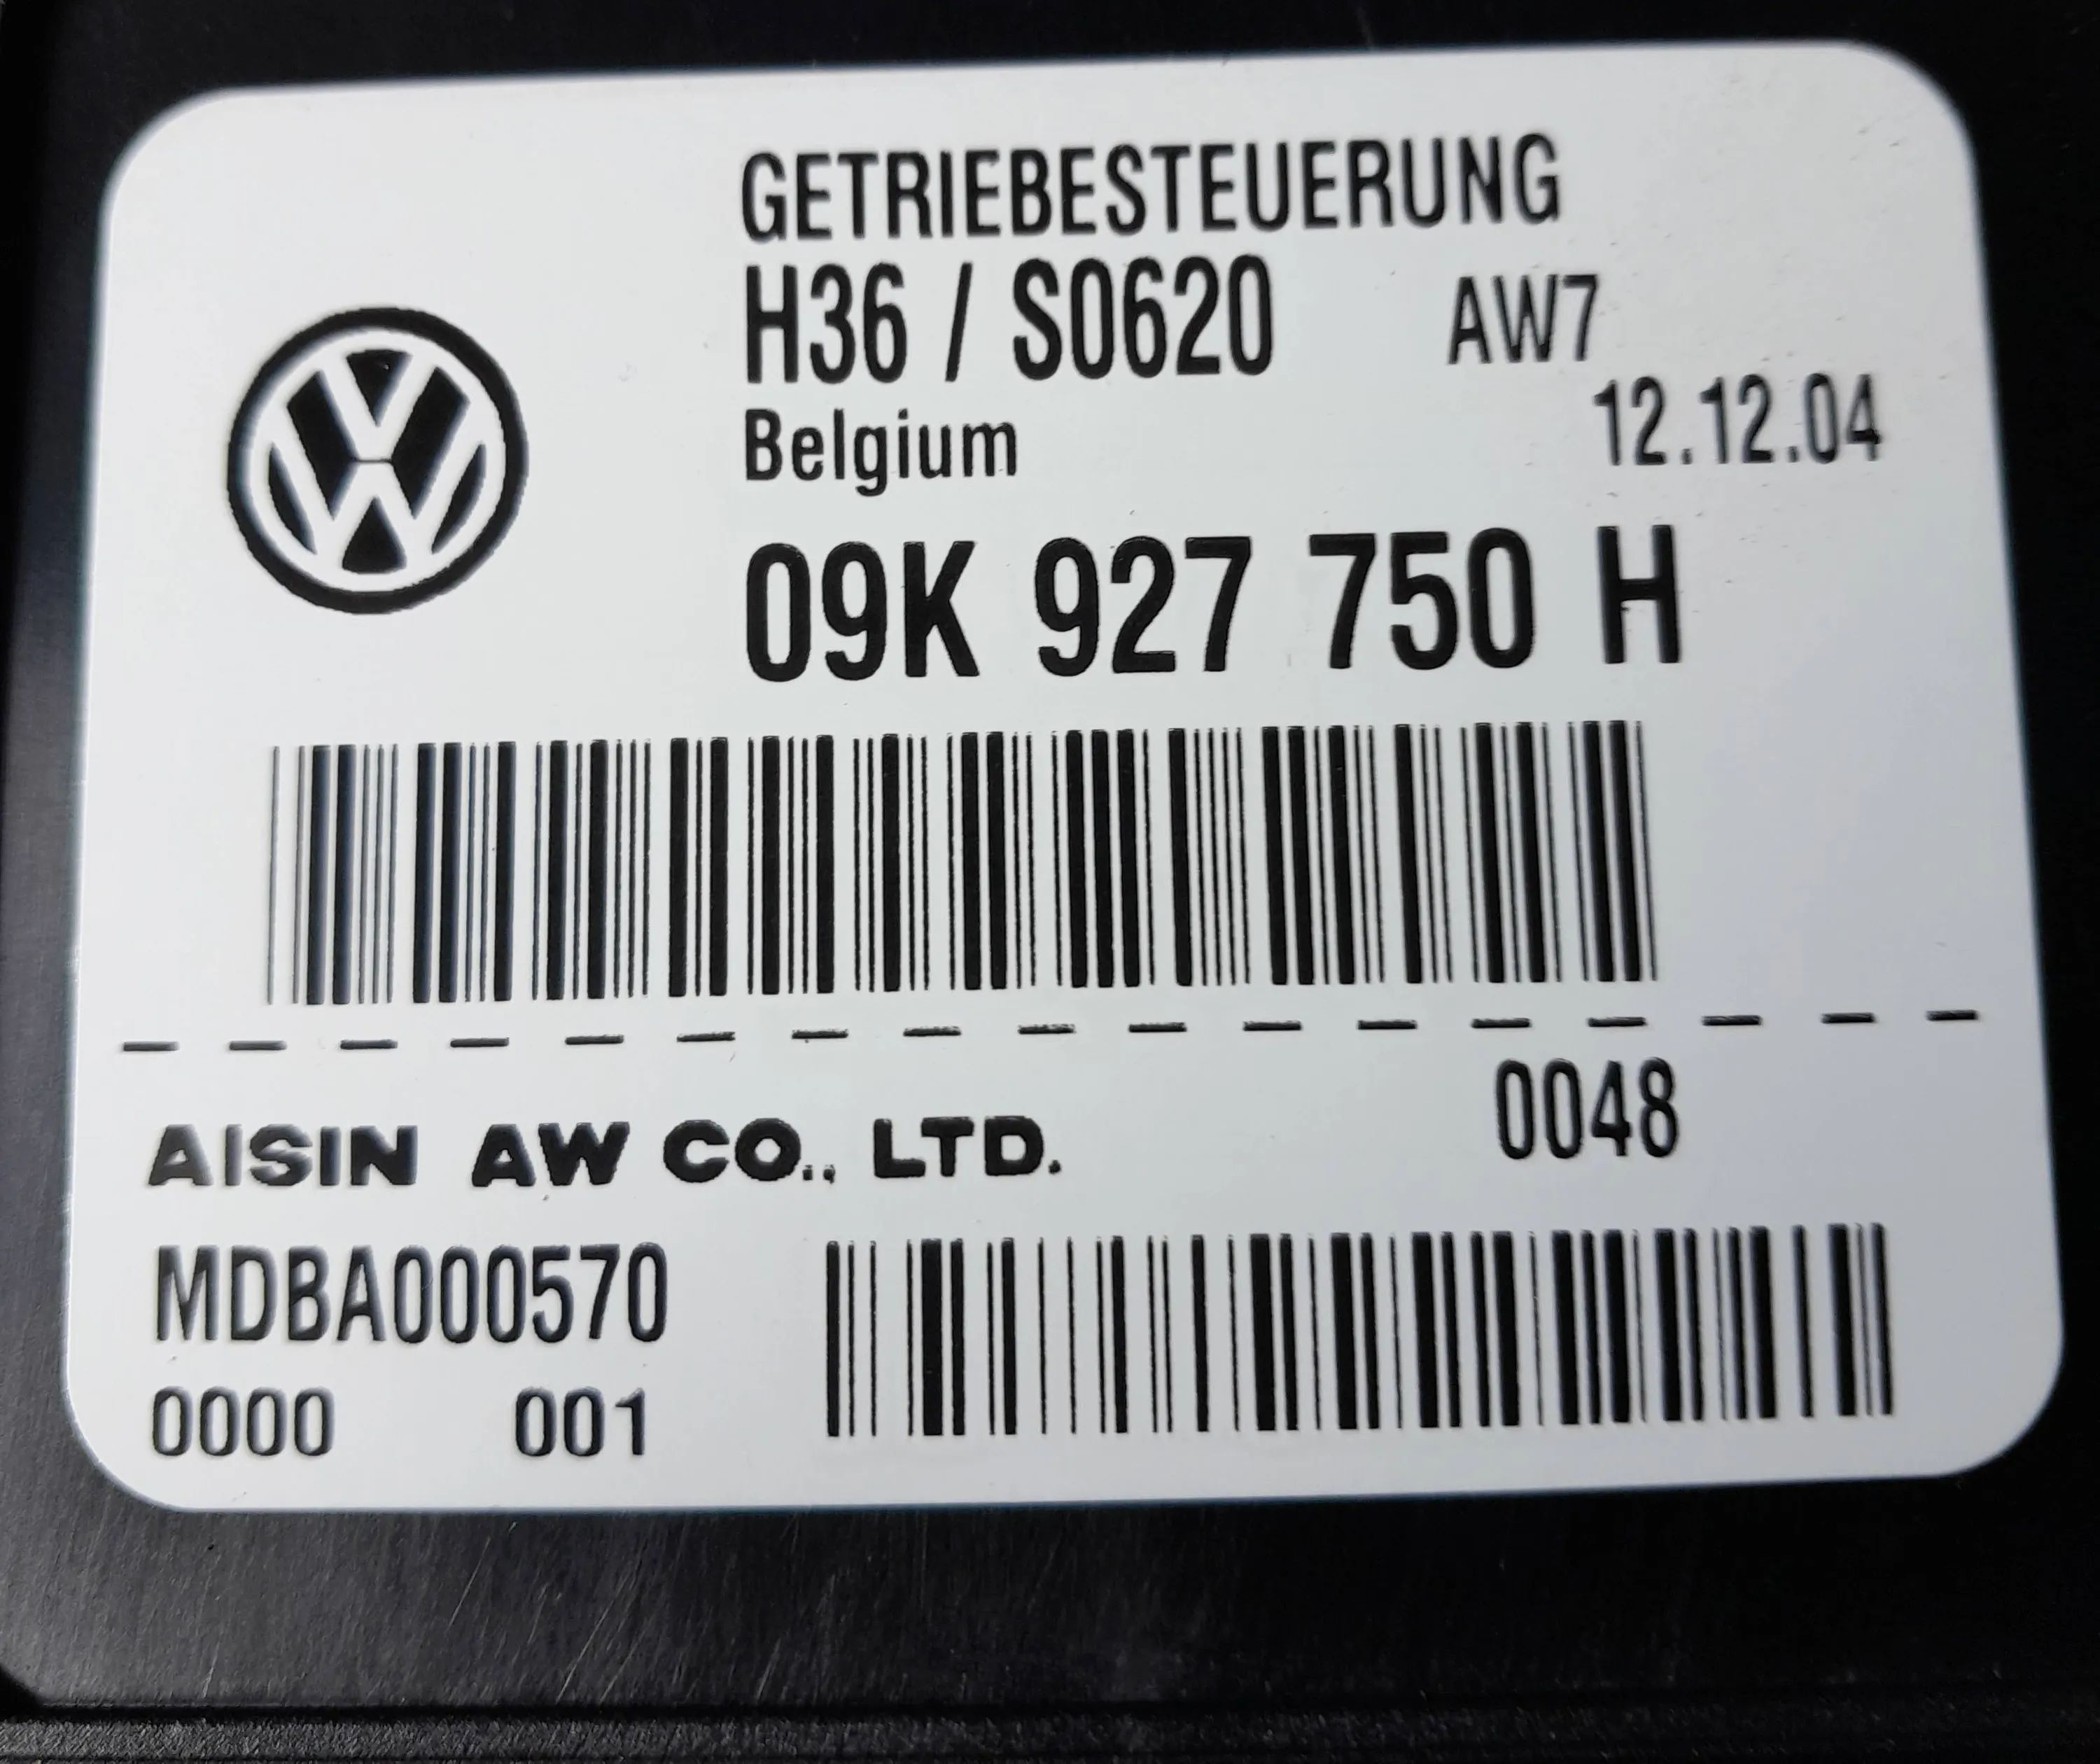 GETRIEBESTEUERUNG
H36 / S0620 AW7
Belgium 12.12.04
09K 927 750 H
0048
AISIN AW CO., LTD.
MDBA000570
0000 001